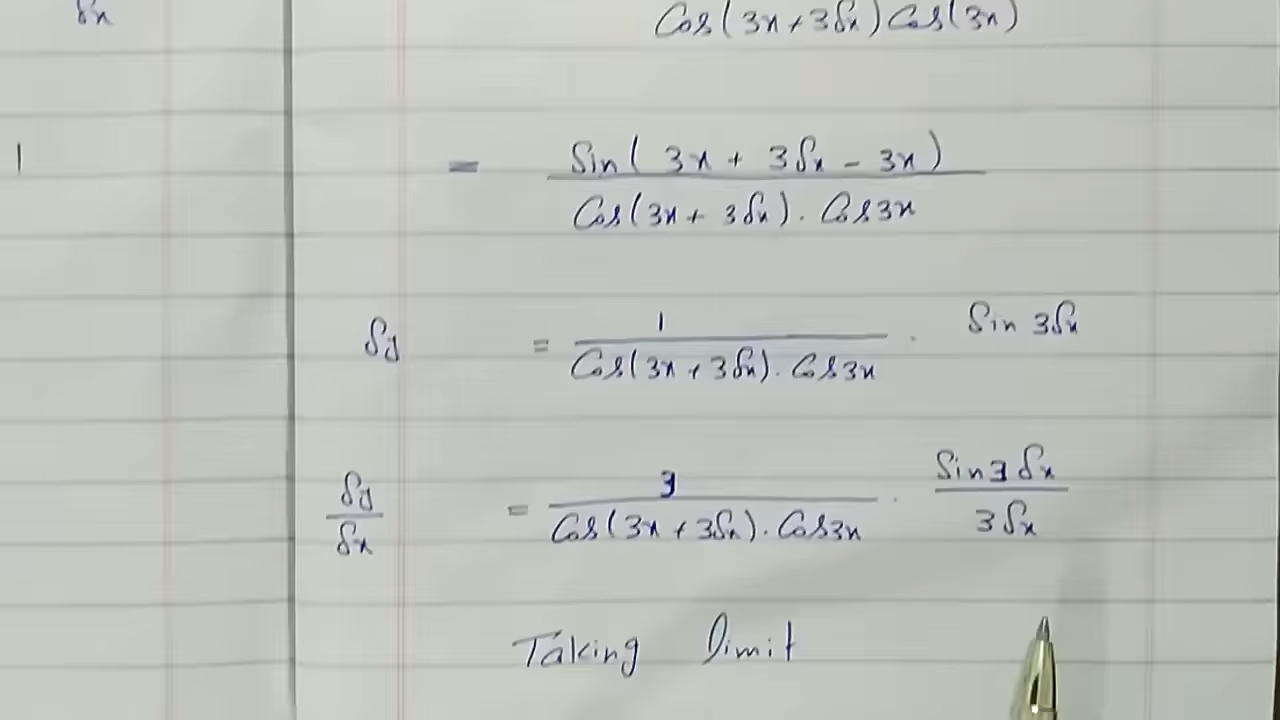 δx
Cos(3x+3δx)Cos(3x)
1
= Sin(3x + 3δx - 3x)
Cos(3x + 3δx). Cos3x
δy = 1 . Sin 3δx
Cos(3x + 3δx). Cos3x
δy = 3 . Sin3δx
δx Cos(3x + 3δx). Cos3x 3δx
Taking limit